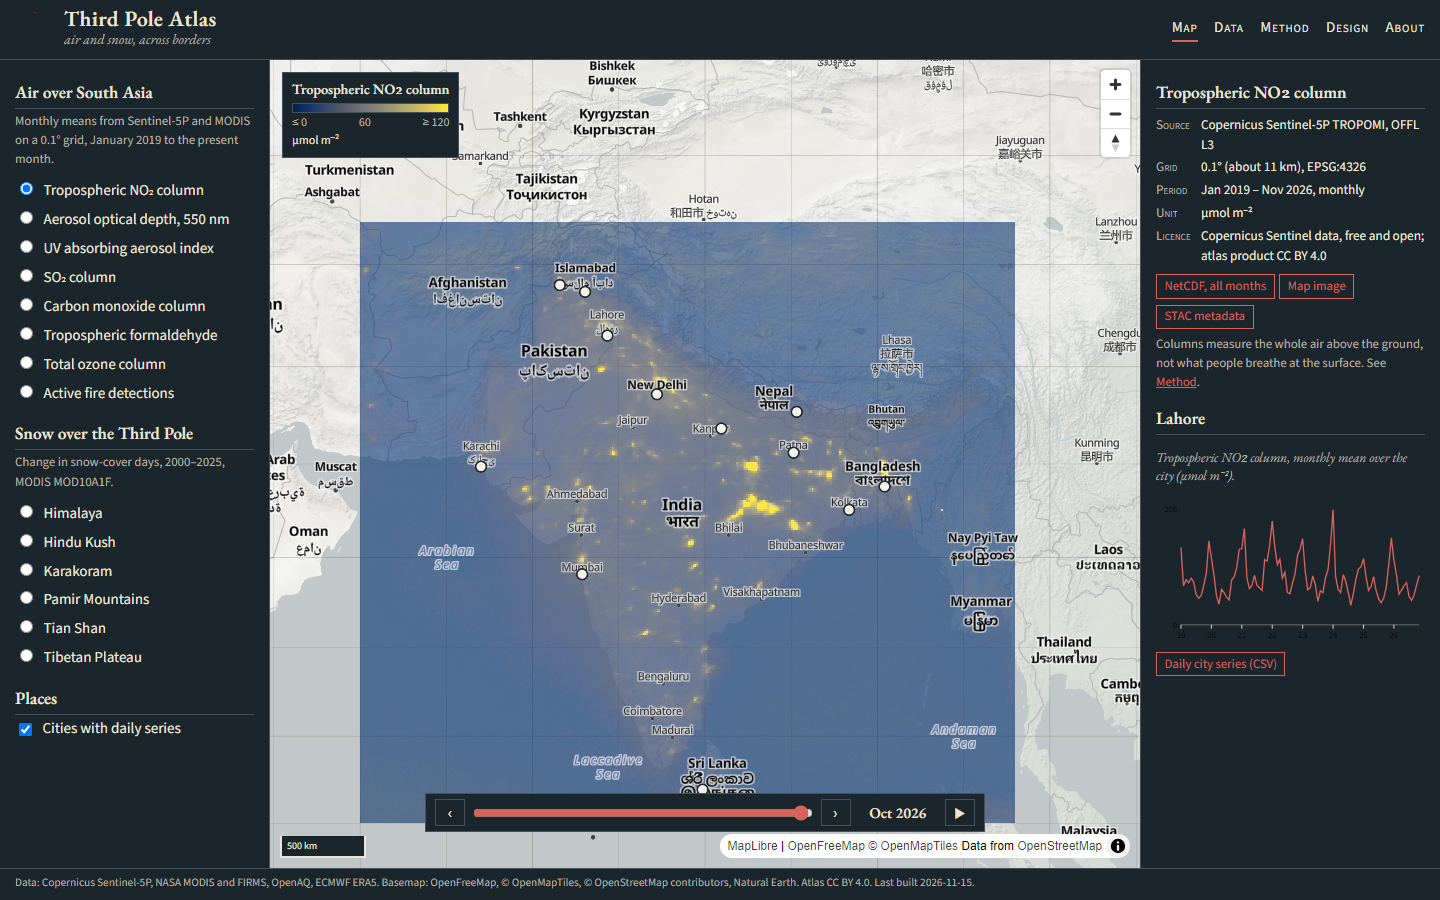 Third Pole Atlas
air and snow, across borders
Map Data Method Design About
Air over South Asia
Monthly means from Sentinel-5P and MODIS
on a 0.1° grid, January 2019 to the present
month.
Tropospheric NO₂ column
Aerosol optical depth, 550 nm
UV absorbing aerosol index
SO₂ column
Carbon monoxide column
Tropospheric formaldehyde
Total ozone column
Active fire detections
Snow over the Third Pole
Change in snow-cover days, 2000–2025,
MODIS MOD10A1F.
Himalaya
Hindu Kush
Karakoram
Pamir Mountains
Tian Shan
Tibetan Plateau
Places
Cities with daily series
Tropospheric NO2 column
≤ 0 60 ≥ 120
µmol m⁻²
Bishkek
Бишкек
Tashkent
Kyrgyzstan
Кыргызстан
Samarkand
Turkmenistan
Ashgabat
Tajikistan
Тоҷикистон
Hotan
和田市
哈密市
Jiayuguan
嘉峪关市
Lanzhou
兰州市
Chengdu
成都市
Kunming
昆明市
Afghanistan
Islamabad
Lahore
Pakistan
New Delhi
Nepal
नेपाल
Lhasa
拉萨市
Bhutan
Jaipur
Kanpur
Patna
Karachi
Bangladesh
বাংলাদেশ
Muscat
مسقط
Oman
عمان
Ahmedabad
India
भारत
Kolkata
Surat
Bhilai
Bhubaneshwar
Arabian
Sea
Mumbai
Hyderabad
Visakhapatnam
Nay Pyi Taw
Laos
Myanmar
Thailand
ประเทศไทย
Bengaluru
Coimbatore
Madurai
Laccadive
Sea
Andaman
Sea
Sri Lanka
ශ්‍රී ලංකාව
Malaysia
‹ › Oct 2026 ▶
500 km
MapLibre | OpenFreeMap © OpenMapTiles Data from OpenStreetMap
Tropospheric NO2 column
Source Copernicus Sentinel-5P TROPOMI, OFFL
L3
Grid 0.1° (about 11 km), EPSG:4326
Period Jan 2019 – Nov 2026, monthly
Unit µmol m⁻²
Licence Copernicus Sentinel data, free and open;
atlas product CC BY 4.0
NetCDF, all months
Map image
STAC metadata
Columns measure the whole air above the ground,
not what people breathe at the surface. See
Method.
Lahore
Tropospheric NO2 column, monthly mean over the
city (µmol m⁻²).
0
19 20 21 22 23 24 25 26
Daily city series (CSV)
Data: Copernicus Sentinel-5P, NASA MODIS and FIRMS, OpenAQ, ECMWF ERA5. Basemap: OpenFreeMap, © OpenMapTiles, © OpenStreetMap contributors, Natural Earth. Atlas CC BY 4.0. Last built 2026-11-15.